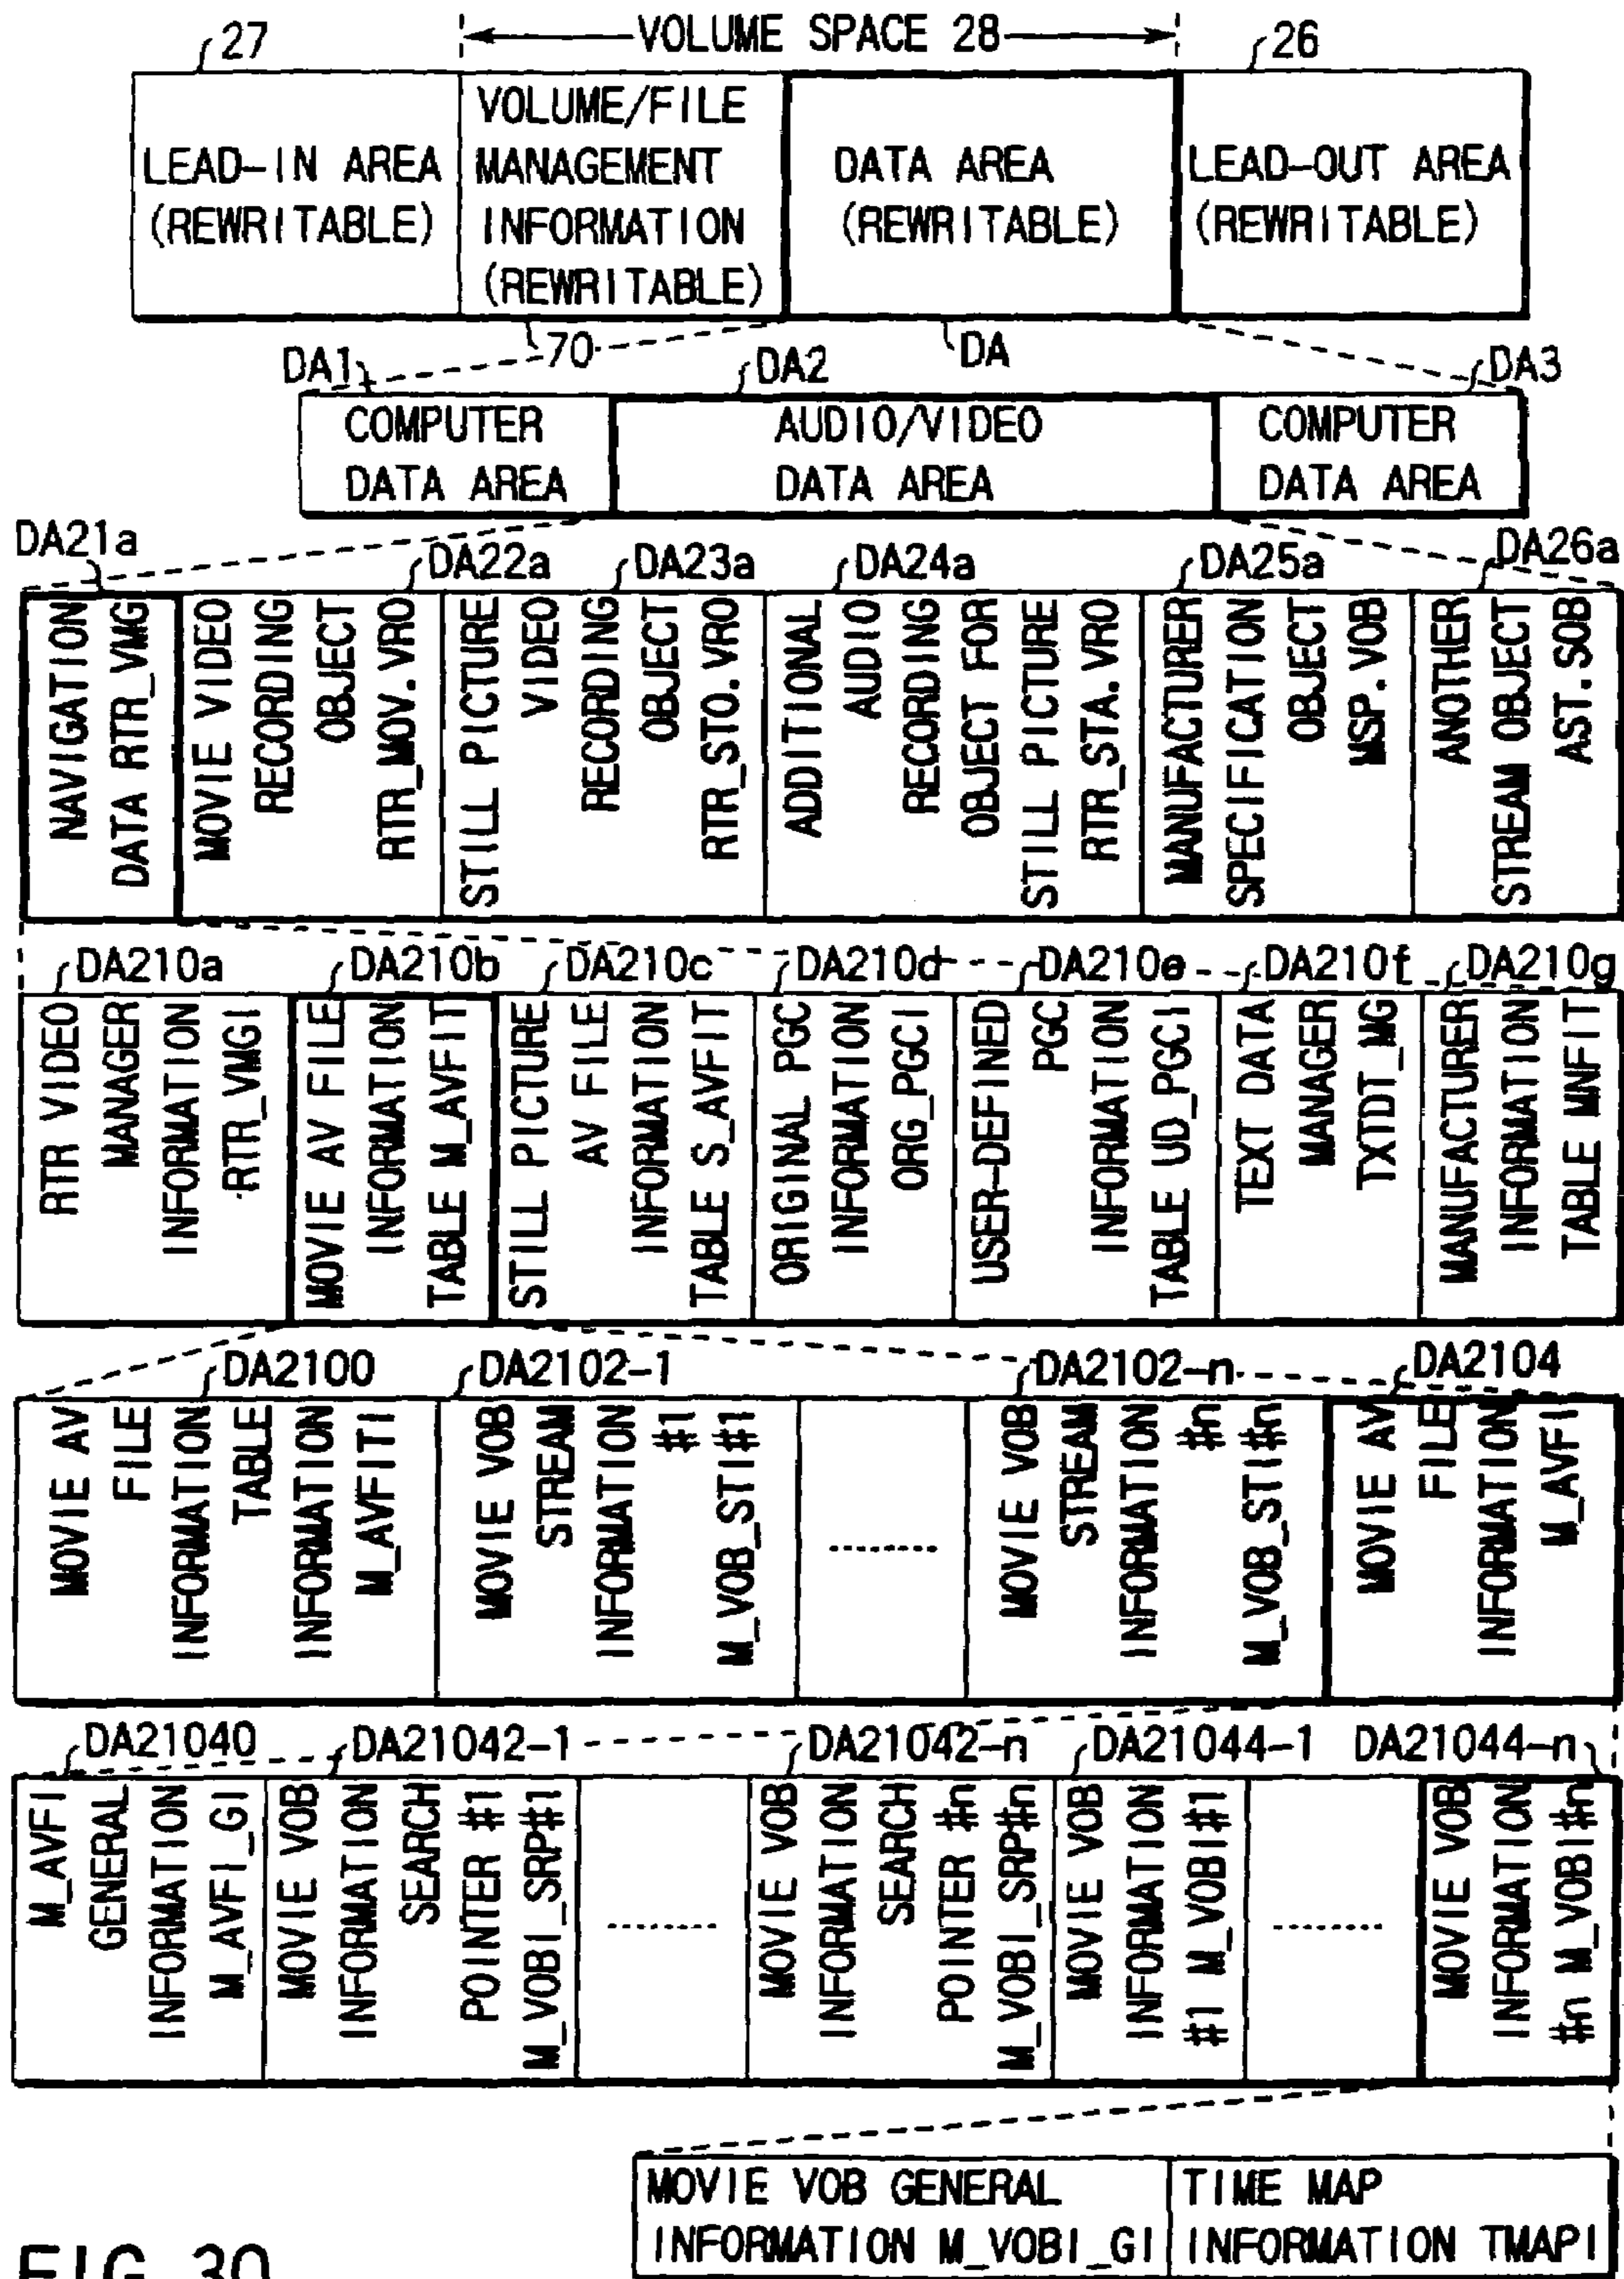 27
VOLUME SPACE 28
26
LEAD-IN AREA
(REWRITABLE)
VOLUME/FILE
MANAGEMENT
INFORMATION
(REWRITABLE)
DATA AREA
(REWRITABLE)
LEAD-OUT AREA
(REWRITABLE)
70
DA
DA1
DA2
DA3
COMPUTER
DATA AREA
AUDIO/VIDEO
DATA AREA
COMPUTER
DATA AREA
DA21a
DA22a
DA23a
DA24a
DA25a
DA26a
NAVIGATION
DATA RTR_VMG
MOVIE VIDEO
RECORDING
OBJECT
RTR_MOV.VRO
STILL PICTURE
VIDEO
RECORDING
OBJECT
RTR_STO.VRO
ADDITIONAL
AUDIO
RECORDING
OBJECT FOR
STILL PICTURE
RTR_STA.VRO
MANUFACTURER
SPECIFICATION
OBJECT
MSP.VOB
ANOTHER
STREAM OBJECT
AST.SOB
DA210a
DA210b
DA210c
DA210d
DA210e
DA210f
DA210g
RTR VIDEO
MANAGER
INFORMATION
RTR_VMGI
MOVIE AV FILE
INFORMATION
TABLE M_AVFIT
STILL PICTURE
AV FILE
INFORMATION
TABLE S_AVFIT
ORIGINAL PGC
INFORMATION
ORG_PGCI
USER-DEFINED
PGC
INFORMATION
TABLE UD_PGCI
TEXT DATA
MANAGER
TXTDT_MG
MANUFACTURER
INFORMATION
TABLE MNFIT
DA2100
DA2102-1
DA2102-n
DA2104
MOVIE AV
FILE
INFORMATION
TABLE
INFORMATION
M_AVFITI
MOVIE VOB
STREAM
INFORMATION
#1
M_VOB_STI#1
........
MOVIE VOB
STREAM
INFORMATION
#n
M_VOB_STI#n
MOVIE AV
FILE
INFORMATION
M_AVFI
DA21040
DA21042-1
DA21042-n
DA21044-1
DA21044-n
M_AVFI
GENERAL
INFORMATION
M_AVFI_GI
MOVIE VOB
INFORMATION
SEARCH
POINTER #1
M_VOBI_SRP#1
........
MOVIE VOB
INFORMATION
SEARCH
POINTER #n
M_VOBI_SRP#n
MOVIE VOB
INFORMATION
#1 M_VOBI#1
........
MOVIE VOB
INFORMATION
#n M_VOBI#n
MOVIE VOB GENERAL
INFORMATION M_VOBI_GI
TIME MAP
INFORMATION TMAPI
FIG. 30